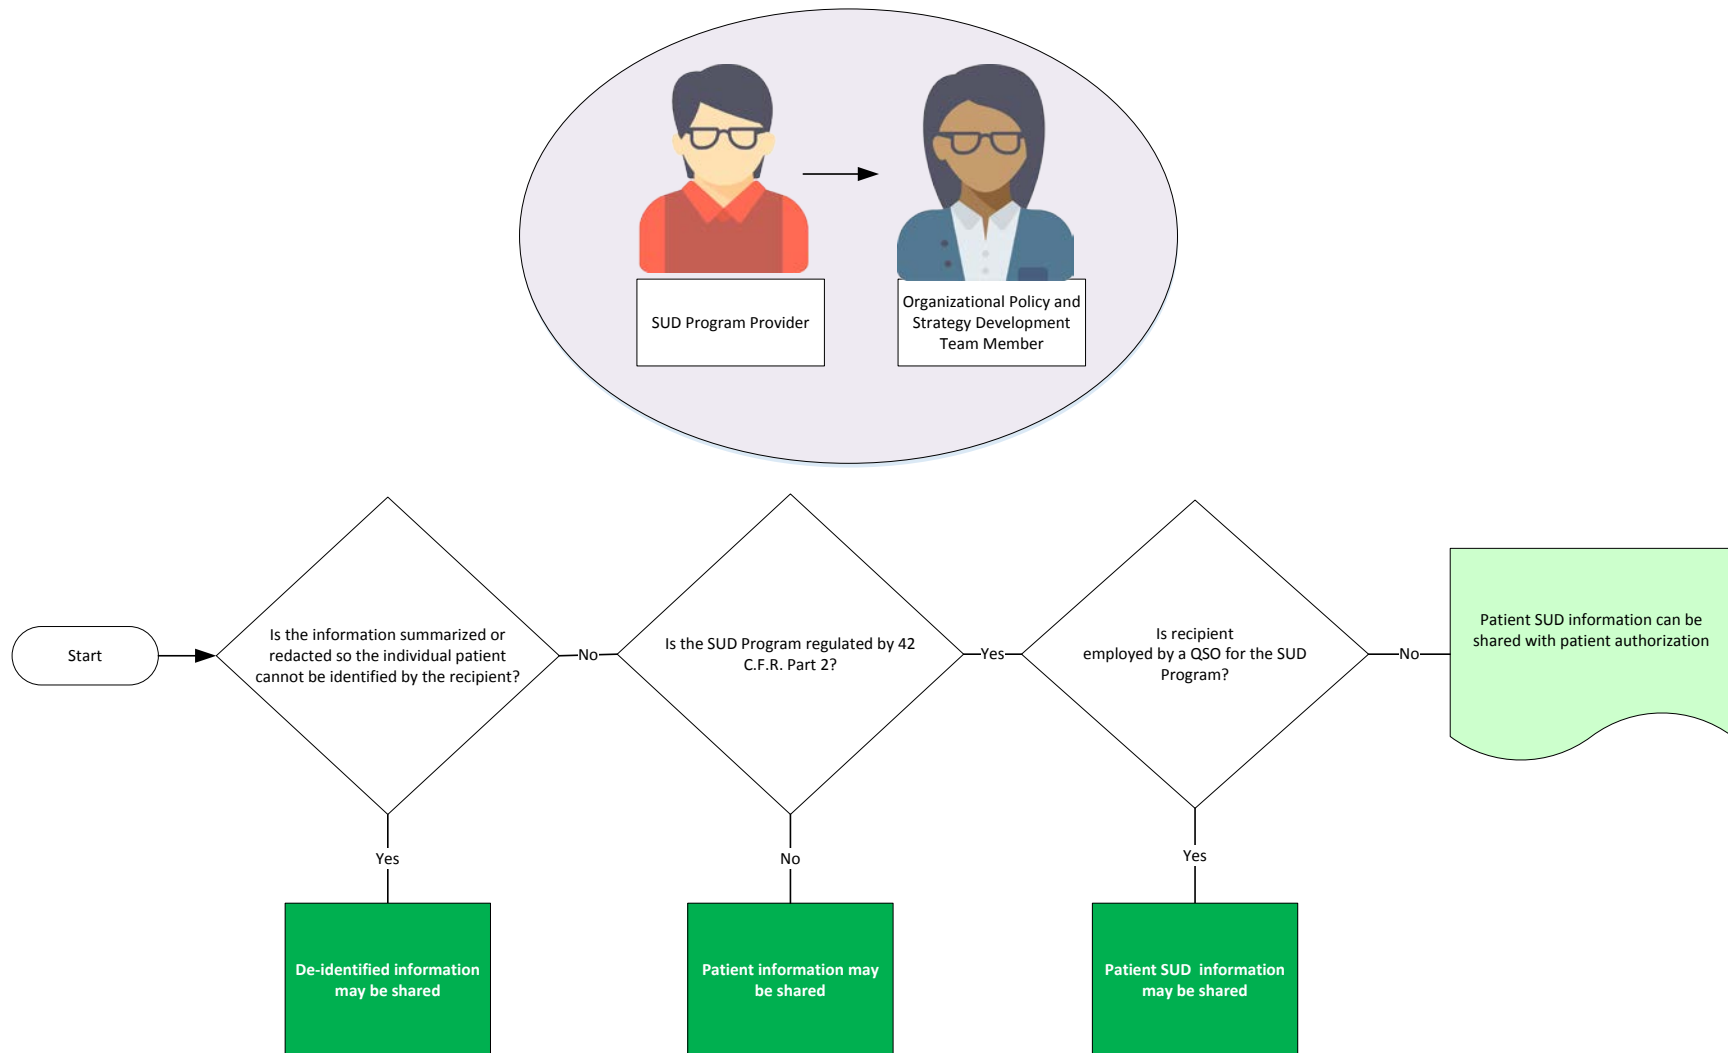 SUD Program Provider
Organizational Policy and
Strategy Development
Team Member
Start
Is the information summarized or
redacted so the individual patient
cannot be identified by the recipient?
No
Is the SUD Program regulated by 42
C.F.R. Part 2?
Yes
Is recipient
employed by a QSO for the SUD
Program?
No
Patient SUD information can be
shared with patient authorization
Yes
No
Yes
De-identified information
may be shared
Patient information may
be shared
Patient SUD  information
may be shared